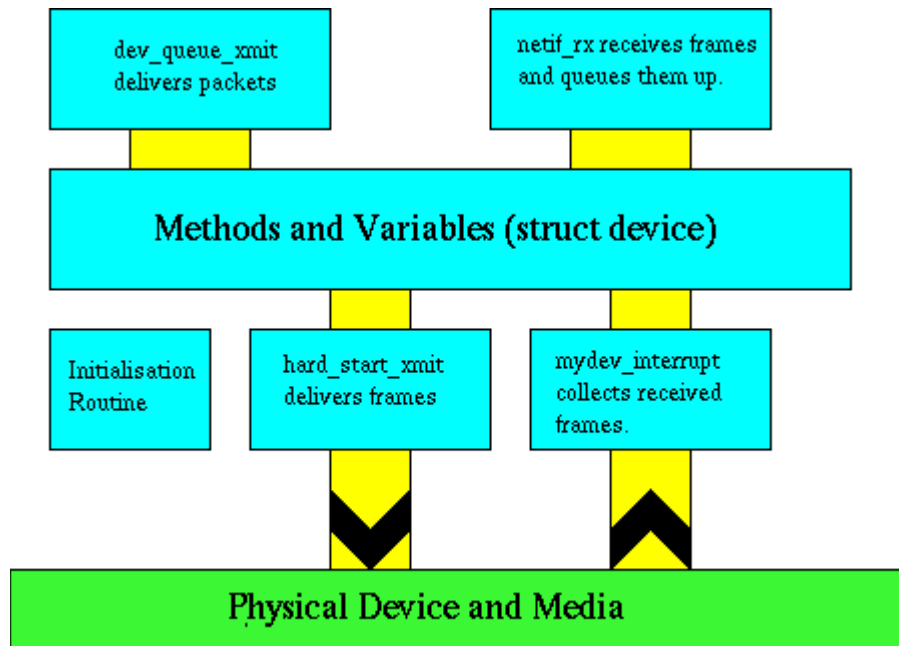 dev_queue_xmit
delivers packets
netif_rx receives frames
and queues them up.
Methods and Variables (struct device)
Initialisation
Routine
hard_start_xmit
delivers frames
mydev_interrupt
collects received
frames.
Physical Device and Media